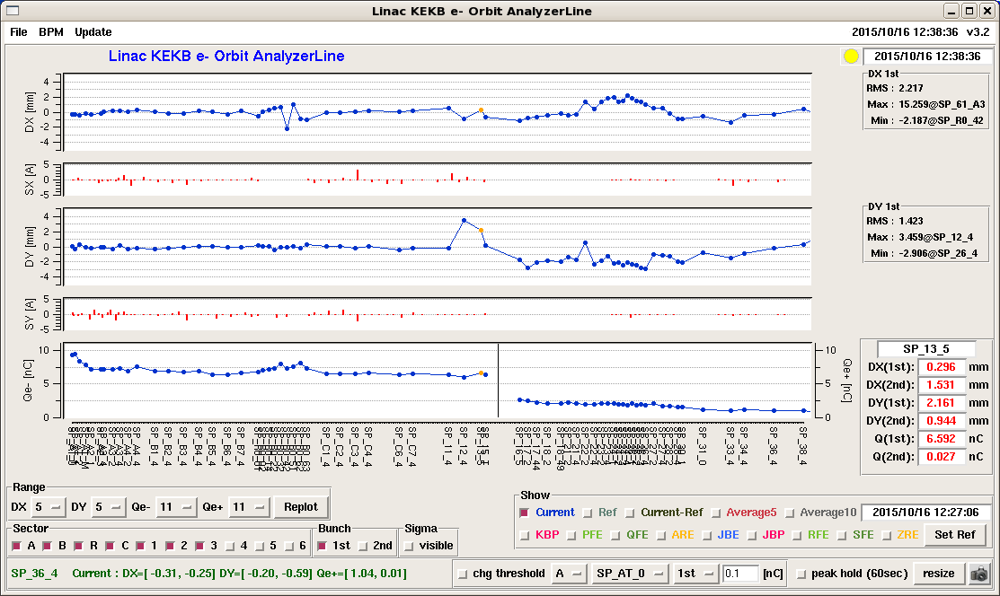 Linac KEKB e- Orbit AnalyzerLine
File BPM Update 2015/10/16 12:38:36 v3.2
Linac KEKB e- Orbit AnalyzerLine
2015/10/16 12:38:36
DX [mm]
4
2
0
-2
-4
DX 1st
RMS : 2.217
Max : 15.259@SP_61_A3
Min : -2.187@SP_R0_42
SX [A]
5
0
-5
DY [mm]
4
2
0
-2
-4
DY 1st
RMS : 1.423
Max : 3.459@SP_12_4
Min : -2.906@SP_26_4
SY [A]
5
0
-5
Qe- [nC]
10
5
0
10
5
0
Qe+ [nC]
SP_13_5
DX(1st): 0.296 mm
DX(2nd): 1.531 mm
DY(1st): 2.161 mm
DY(2nd): 0.944 mm
Q(1st): 6.592 nC
Q(2nd): 0.027 nC
SP_A4_4 SP_B1_4 SP_B2_4 SP_B3_4 SP_B4_4 SP_B5_4 SP_B6_4 SP_B7_4 SP_C1_4 SP_C2_4 SP_C3_4 SP_C4_4 SP_C6_4 SP_C7_4 SP_11_4 SP_12_4 SP_16_5 SP_17_44 SP_18_2 SP_31_0 SP_33_4 SP_34_4 SP_36_4 SP_38_4
Range
DX 5 DY 5 Qe- 11 Qe+ 11 Replot
Sector
A B R C 1 2 3 4 5 6
Bunch
1st 2nd
Sigma
visible
Show
Current Ref Current-Ref Average5 Average10 2015/10/16 12:27:06
KBP PFE QFE ARE JBE JBP RFE SFE ZRE Set Ref
SP_36_4 Current : DX=[ -0.31, -0.25] DY=[ -0.20, -0.59] Qe+=[ 1.04, 0.01]
chg threshold A SP_AT_0 1st 0.1 [nC] peak hold (60sec) resize